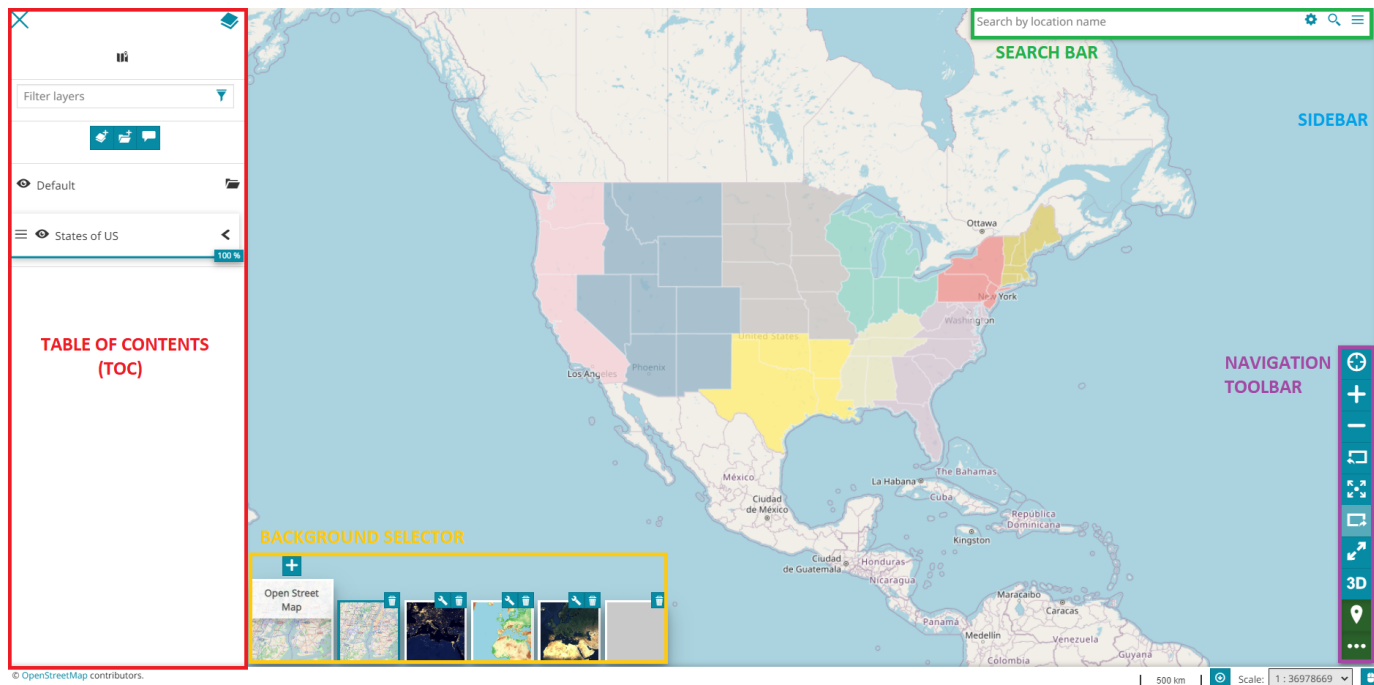 Search by location name
SEARCH BAR
Filter layers
SIDEBAR
Default
States of US
100 %
TABLE OF CONTENTS
(TOC)
Ottawa
New York
Washington
United States
Phoenix
Los Angeles
NAVIGATION
TOOLBAR
México
Ciudad
de México
The Bahamas
La Habana
Cuba
República
Dominicana
Kingston
Ciudad
de Guatemala
Honduras
Nicaragua
BACKGROUND SELECTOR
Open Street
Map
3D
Maracaibo
Caracas
Panamá
Medellín
Venezuela
Guyana
Colombia
© OpenStreetMap contributors.
500 km
Scale:
1 : 36978669